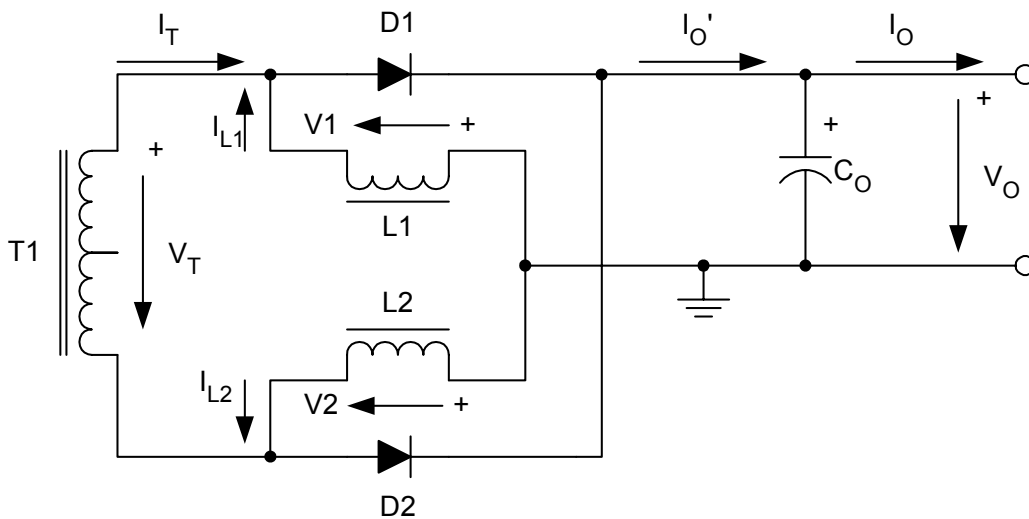 I_T
D1
I_O'
I_O
I_L1
V1
+
+
+
+
C_O
V_O
T1
V_T
L1
L2
I_L2
V2
+
D2